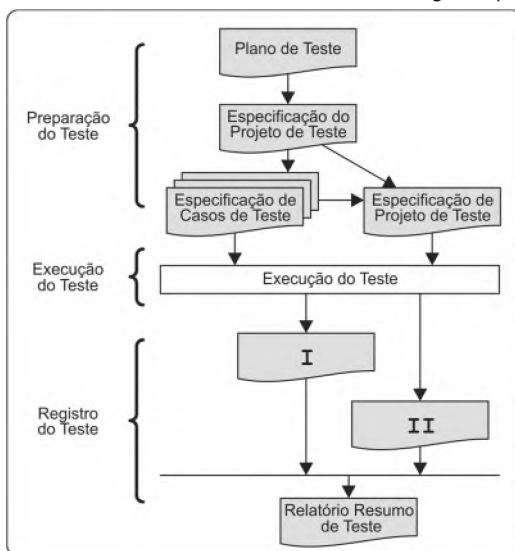 Plano de Teste
Especificação do
Projeto de Teste
Preparação
do Teste
Especificação de
Casos de Teste
Especificação de
Projeto de Teste
Execução
do Teste
Execução do Teste
I
Registro
do Teste
II
Relatório Resumo
de Teste